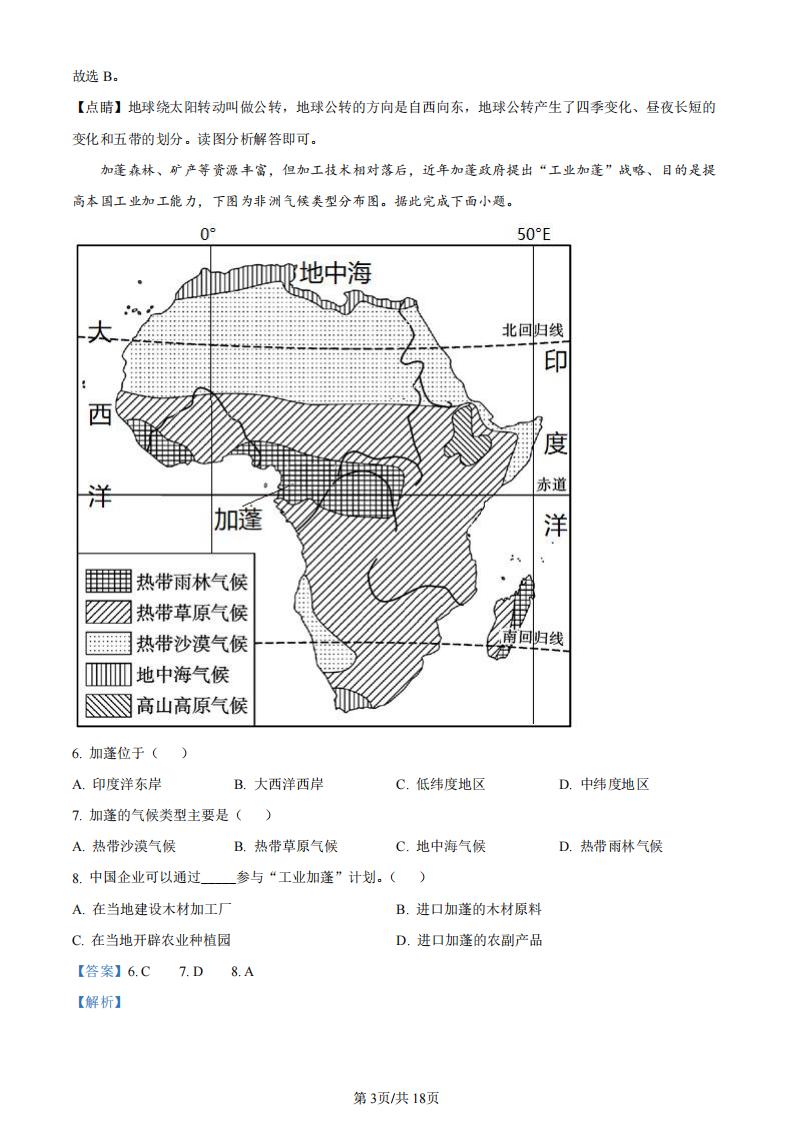 故选 B。
【点睛】地球绕太阳转动叫做公转，地球公转的方向是自西向东，地球公转产生了四季变化、昼夜长短的
变化和五带的划分。读图分析解答即可。
加蓬森林、矿产等资源丰富，但加工技术相对落后，近年加蓬政府提出“工业加蓬”战略、目的是提
高本国工业加工能力，下图为非洲气候类型分布图。据此完成下面小题。
0° 50°E
地中海
北回归线
大 西 洋
印 度 洋
赤道
加蓬
南回归线
热带雨林气候
热带草原气候
热带沙漠气候
地中海气候
高山高原气候
6. 加蓬位于（ ）
A. 印度洋东岸 B. 大西洋西岸 C. 低纬度地区 D. 中纬度地区
7. 加蓬的气候类型主要是（ ）
A. 热带沙漠气候 B. 热带草原气候 C. 地中海气候 D. 热带雨林气候
8. 中国企业可以通过_____参与“工业加蓬”计划。（ ）
A. 在当地建设木材加工厂 B. 进口加蓬的木材原料
C. 在当地开辟农业种植园 D. 进口加蓬的农副产品
【答案】6. C 7. D 8. A
【解析】
第 3页/共 18页